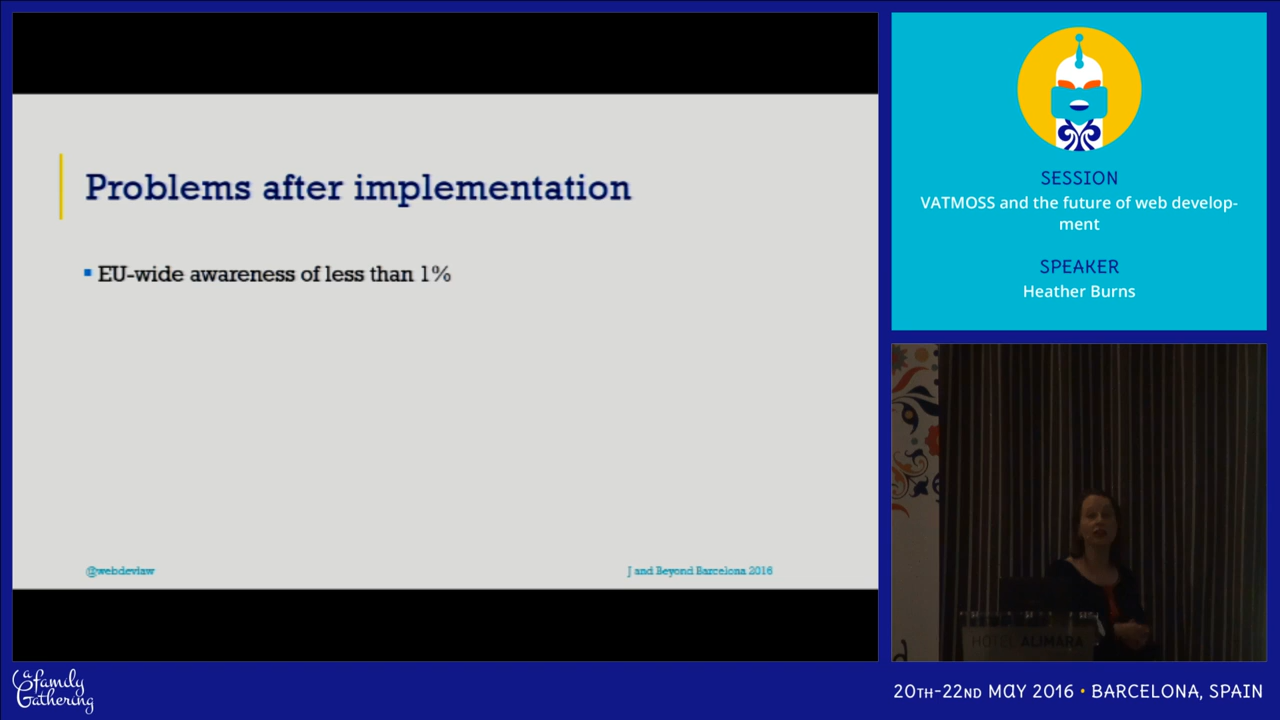 Problems after implementation
EU-wide awareness of less than 1%
@webdevlaw
J and Beyond Barcelona 2016
SESSION
VATMOSS and the future of web develop-
ment
SPEAKER
Heather Burns
HOTEL ALIMARA
a family
Gathering
20TH-22ND MAY 2016 • BARCELONA, SPAIN